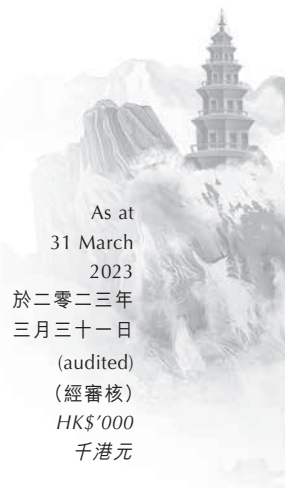 As at
31 March
2023
於二零二三年
三月三十一日
(audited)
（經審核）
HK$’000
千港元